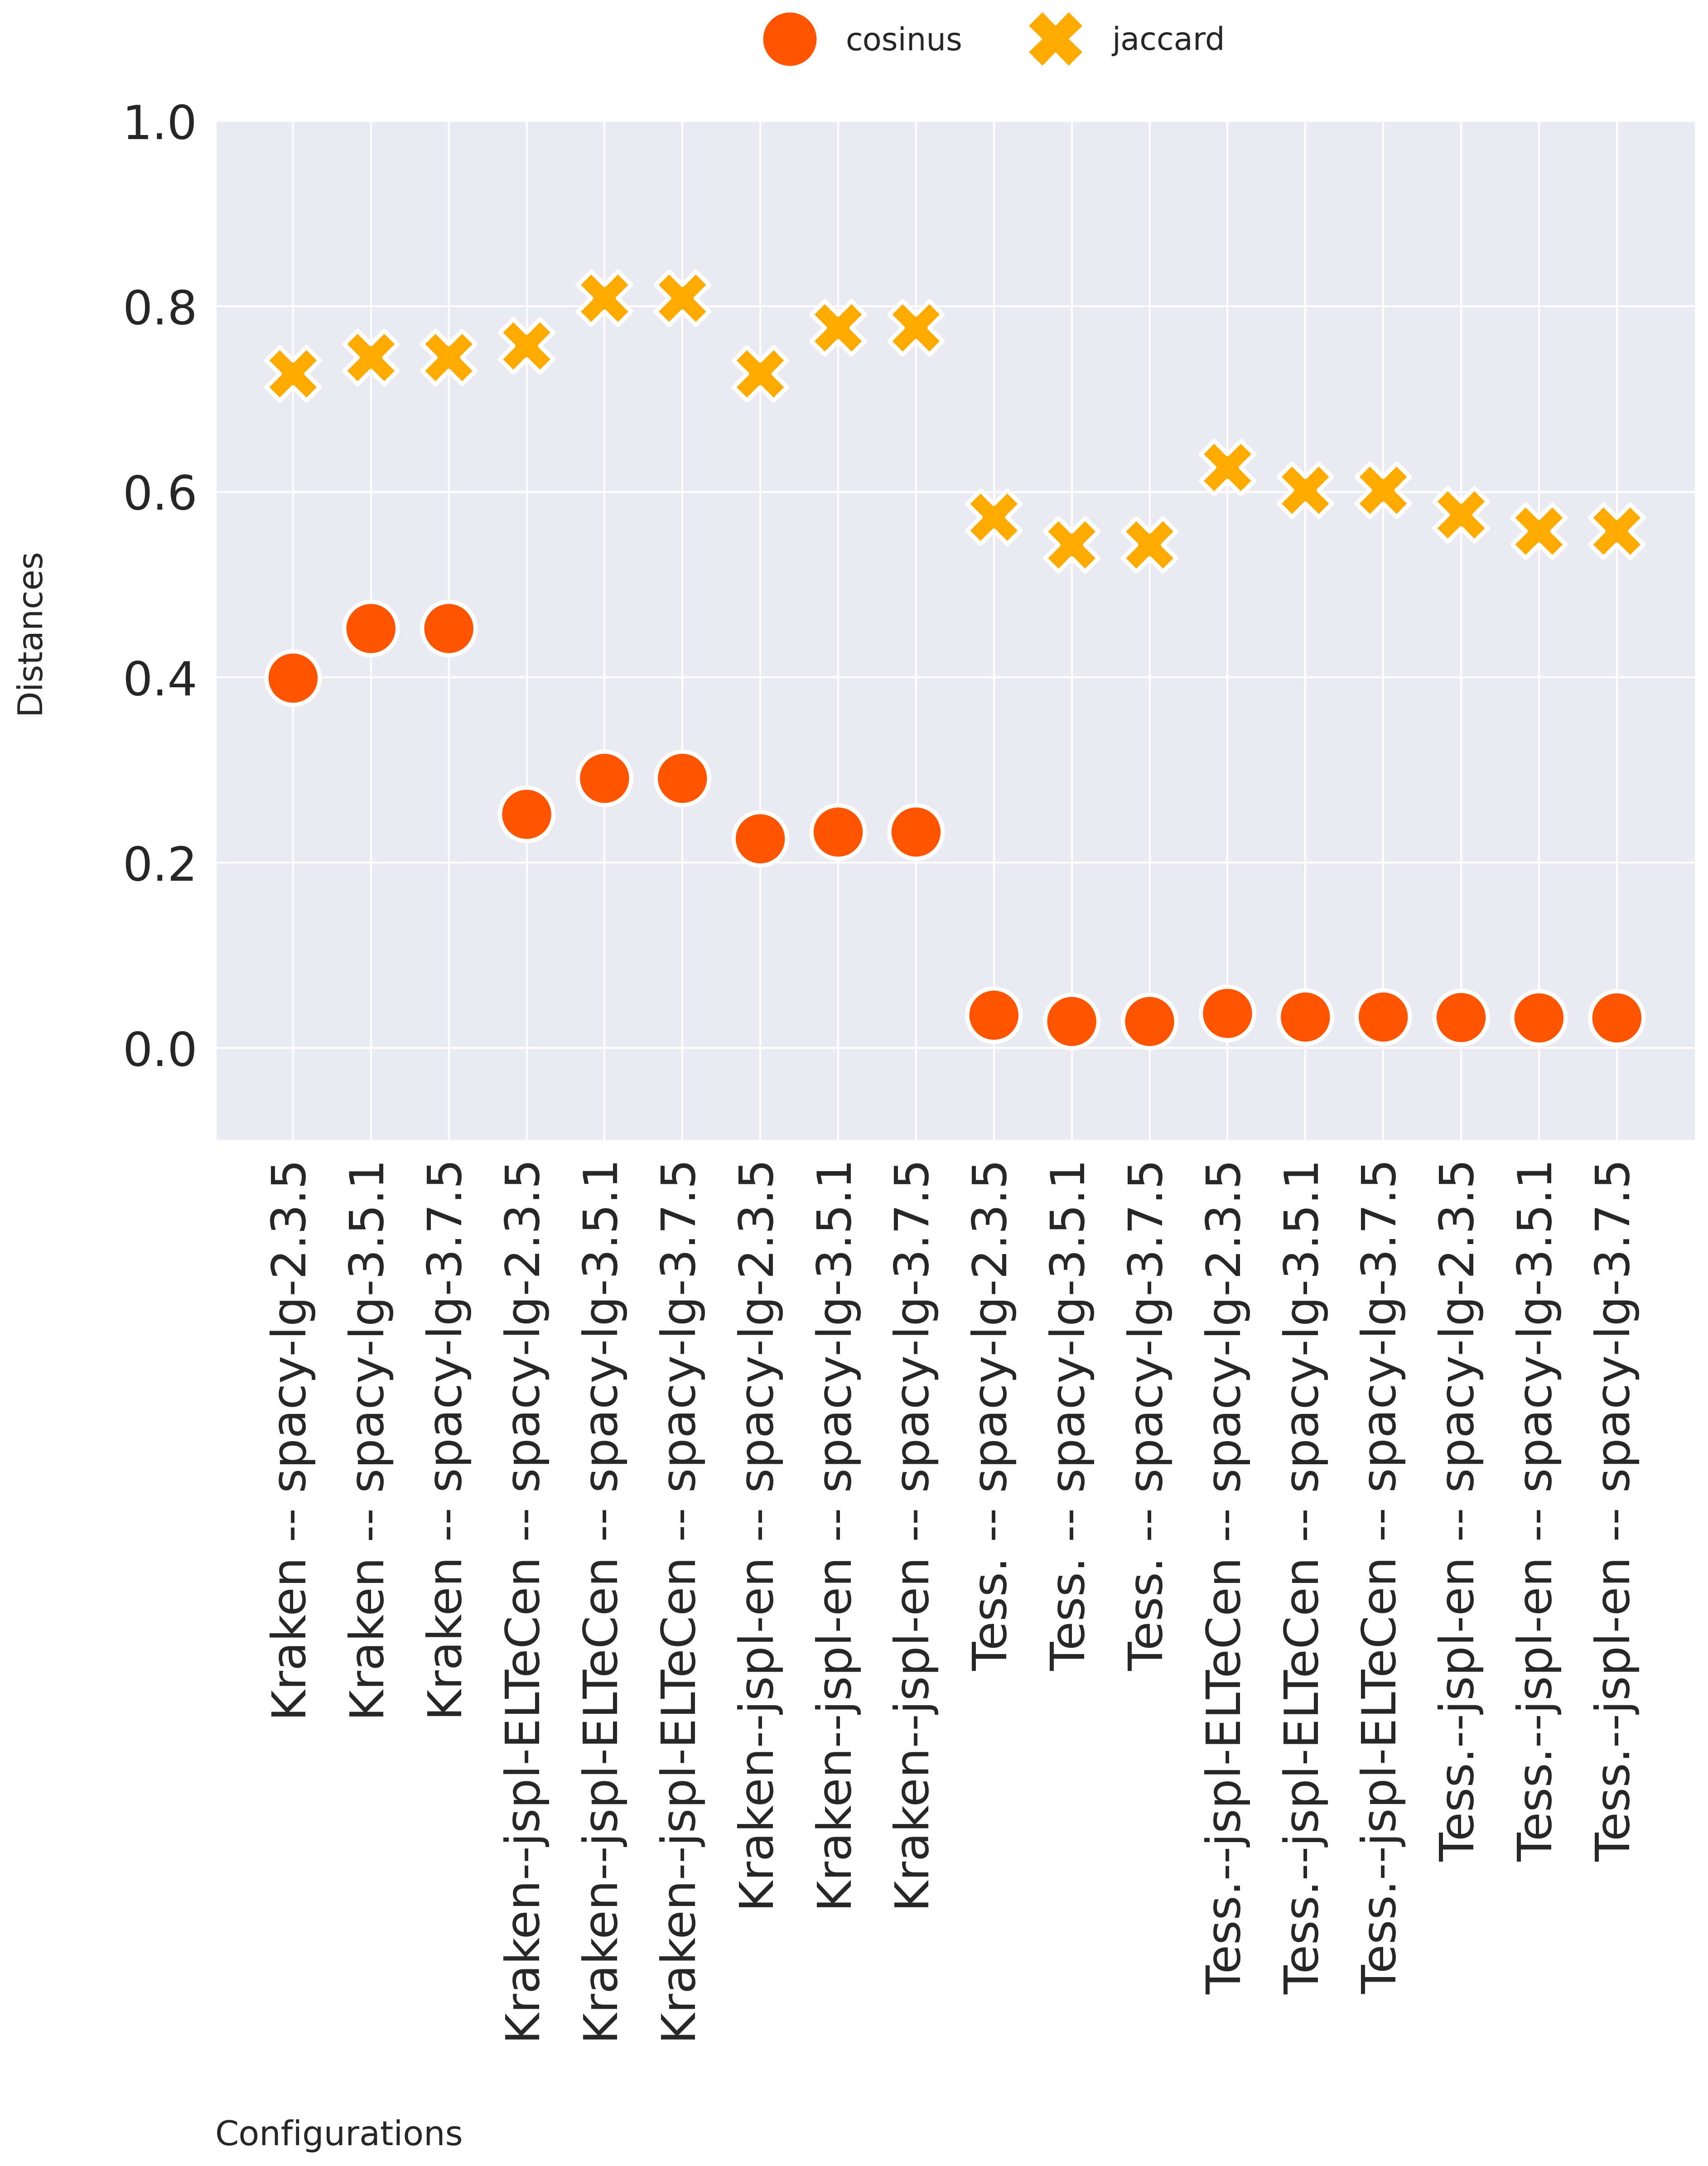 cosinus jaccard
1.0
0.8
0.6
0.4
0.2
0.0
Distances
Kraken -- spacy-lg-2.3.5
Kraken -- spacy-lg-3.5.1
Kraken -- spacy-lg-3.7.5
Kraken--jspl-ELTeCen -- spacy-lg-2.3.5
Kraken--jspl-ELTeCen -- spacy-lg-3.5.1
Kraken--jspl-ELTeCen -- spacy-lg-3.7.5
Kraken--jspl-en -- spacy-lg-2.3.5
Kraken--jspl-en -- spacy-lg-3.5.1
Kraken--jspl-en -- spacy-lg-3.7.5
Tess. -- spacy-lg-2.3.5
Tess. -- spacy-lg-3.5.1
Tess. -- spacy-lg-3.7.5
Tess.--jspl-ELTeCen -- spacy-lg-2.3.5
Tess.--jspl-ELTeCen -- spacy-lg-3.5.1
Tess.--jspl-ELTeCen -- spacy-lg-3.7.5
Tess.--jspl-en -- spacy-lg-2.3.5
Tess.--jspl-en -- spacy-lg-3.5.1
Tess.--jspl-en -- spacy-lg-3.7.5
Configurations